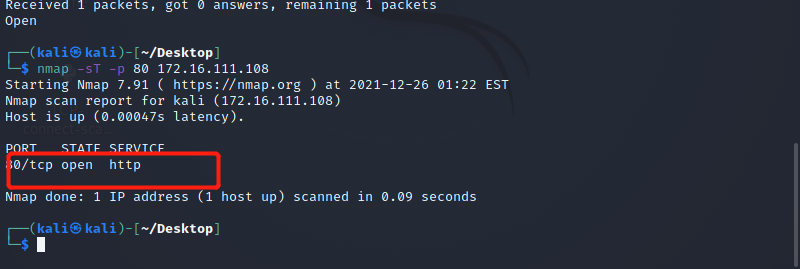 Received 1 packets, got 0 answers, remaining 1 packets
Open
┌──(kali㉿kali)-[~/Desktop]
└─$ nmap -sT -p 80 172.16.111.108
Starting Nmap 7.91 ( https://nmap.org ) at 2021-12-26 01:22 EST
Nmap scan report for kali (172.16.111.108)
Host is up (0.00047s latency).
PORT   STATE SERVICE
80/tcp open  http
Nmap done: 1 IP address (1 host up) scanned in 0.09 seconds
┌──(kali㉿kali)-[~/Desktop]
└─$